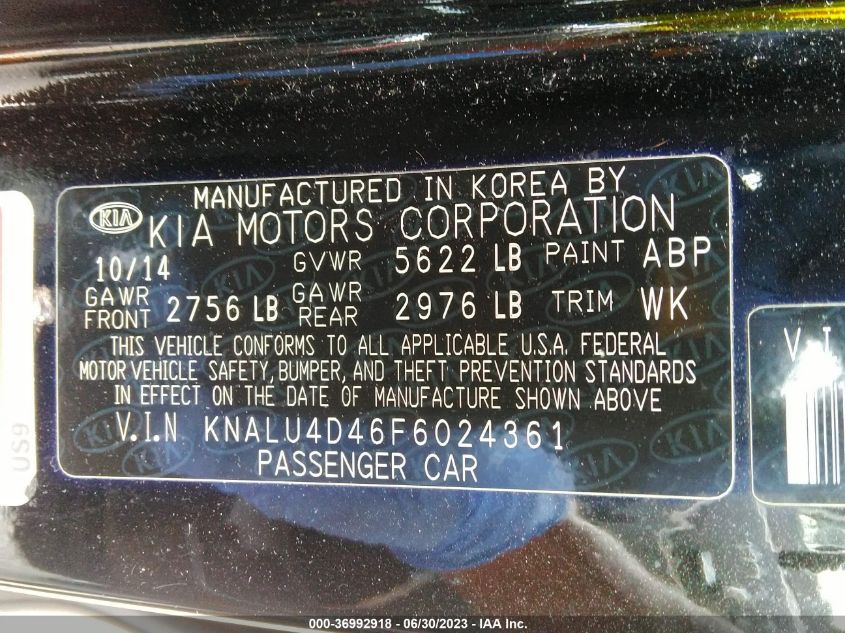 MANUFACTURED IN KOREA BY
KIA KIA MOTORS CORPORATION
10/14 GVWR 5622 LB PAINT ABP
GAWR FRONT 2756 LB GAWR REAR 2976 LB TRIM WK
THIS VEHICLE CONFORMS TO ALL APPLICABLE U.S.A. FEDERAL
MOTOR VEHICLE SAFETY, BUMPER, AND THEFT PREVENTION STANDARDS
IN EFFECT ON THE DATE OF MANUFACTURE SHOWN ABOVE
V.I.N KNALU4D46F6024361
PASSENGER CAR
US9
V.I
000-36992918 - 06/30/2023 - IAA Inc.